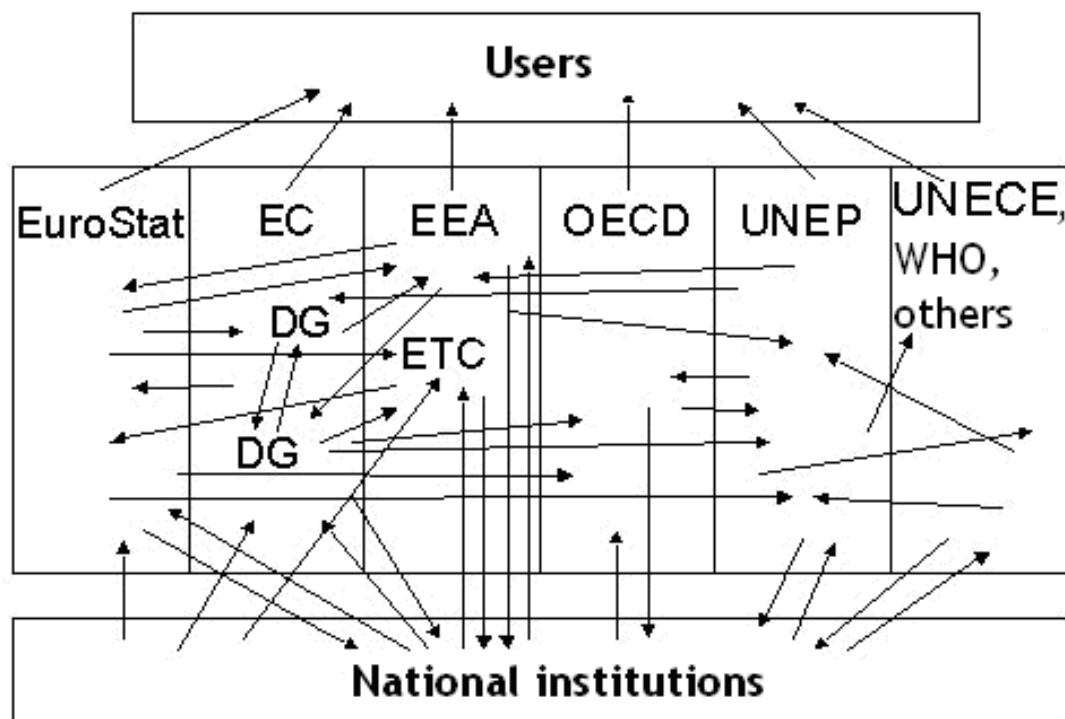 Users
EuroStat
EC
EEA
OECD
UNEP
UNECE,
WHO,
others
DG
ETC
DG
National institutions